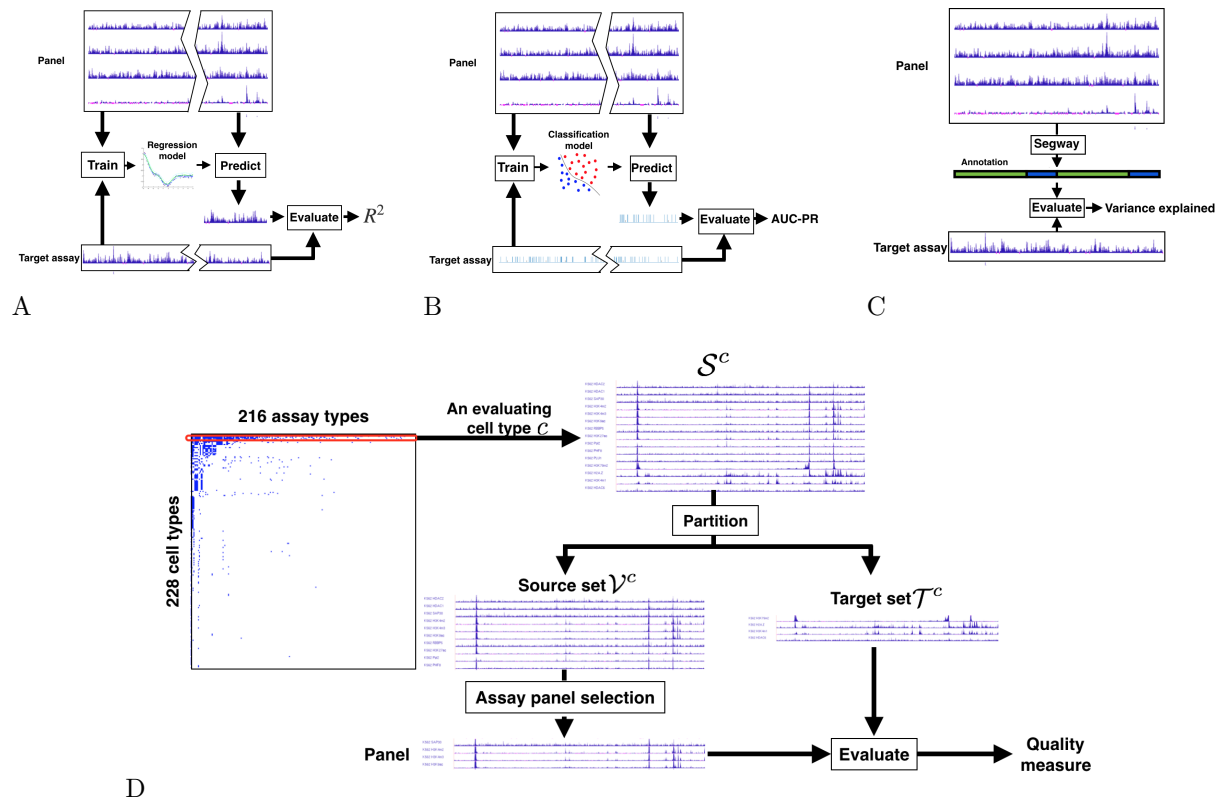 Panel
Regression
model
Train
Predict
Evaluate
R²
Target assay
A
Panel
Classification
model
Train
Predict
Evaluate
AUC-PR
Target assay
B
Panel
Segway
Annotation
Evaluate
Variance explained
Target assay
C
216 assay types
228 cell types
An evaluating
cell type c
𝒮ᶜ
Partition
Source set 𝒱ᶜ
Target set 𝒯ᶜ
Assay panel selection
Panel
Evaluate
Quality
measure
D